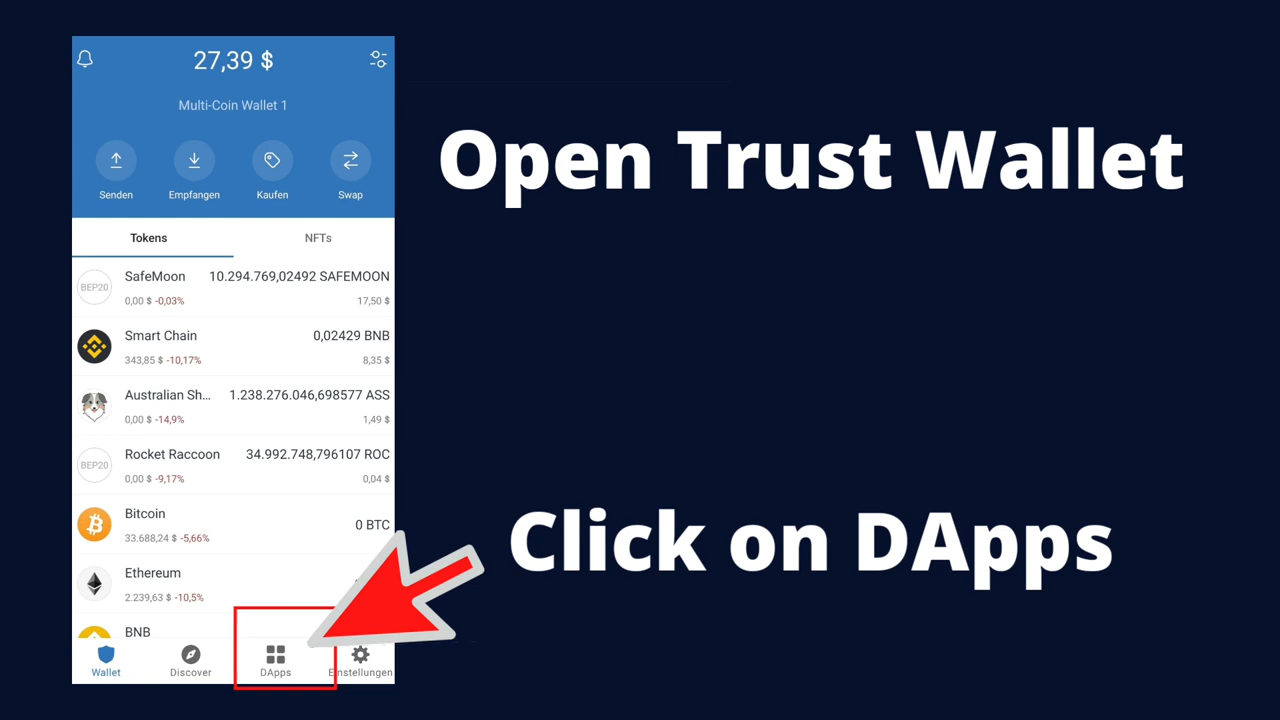 27,39 $
Multi-Coin Wallet 1
Senden Empfangen Kaufen Swap
Open Trust Wallet
Tokens NFTs
BEP20
SafeMoon 10.294.769,02492 SAFEMOON
0,00 $ -0,03% 17,50 $
Smart Chain 0,02429 BNB
343,85 $ -10,17% 8,35 $
Australian Sh... 1.238.276.046,698577 ASS
0,00 $ -14,9% 1,49 $
BEP20
Rocket Raccoon 34.992.748,796107 ROC
0,00 $ -9,17% 0,04 $
Bitcoin 0 BTC
33.688,24 $ -5,66%
Click on DApps
Ethereum
2.239,63 $ -10,5%
BNB
Wallet Discover DApps Einstellungen